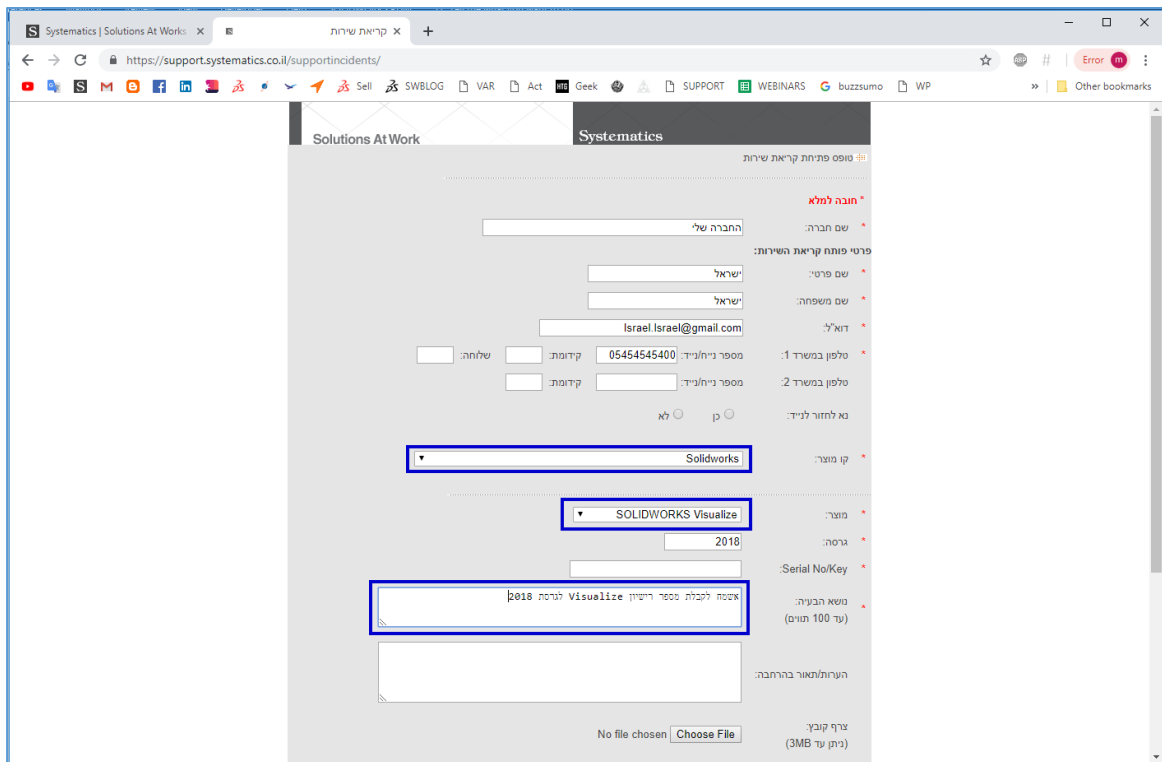 Systematics | Solutions At Works
קריאת שירות
https://support.systematics.co.il/supportincidents/
ABP
Error m
Sell SWBLOG VAR Act HTG Geek SUPPORT WEBINARS buzzsumo WP » Other bookmarks
Solutions At Work Systematics
טופס פתיחת קריאת שירות
* חובה למלא
* שם חברה: החברה שלי
פרטי פותח קריאת השירות:
* שם פרטי: ישראל
* שם משפחה: ישראל
* דוא"ל: Israel.Israel@gmail.com
* טלפון במשרד 1: מספר נייח/נייד: 05454545400 קידומת: שלוחה:
טלפון במשרד 2: מספר נייח/נייד: קידומת:
נא לחזור לנייד: כן לא
* קו מוצר: Solidworks
* מוצר: SOLIDWORKS Visualize
* גרסה: 2018
* Serial No/Key:
* נושא הבעיה: אשמח לקבלת מספר רישיון Visualize לגרסת 2018
(עד 100 תווים)
הערות/תאור בהרחבה:
צרף קובץ: Choose File No file chosen
(ניתן עד 3MB)